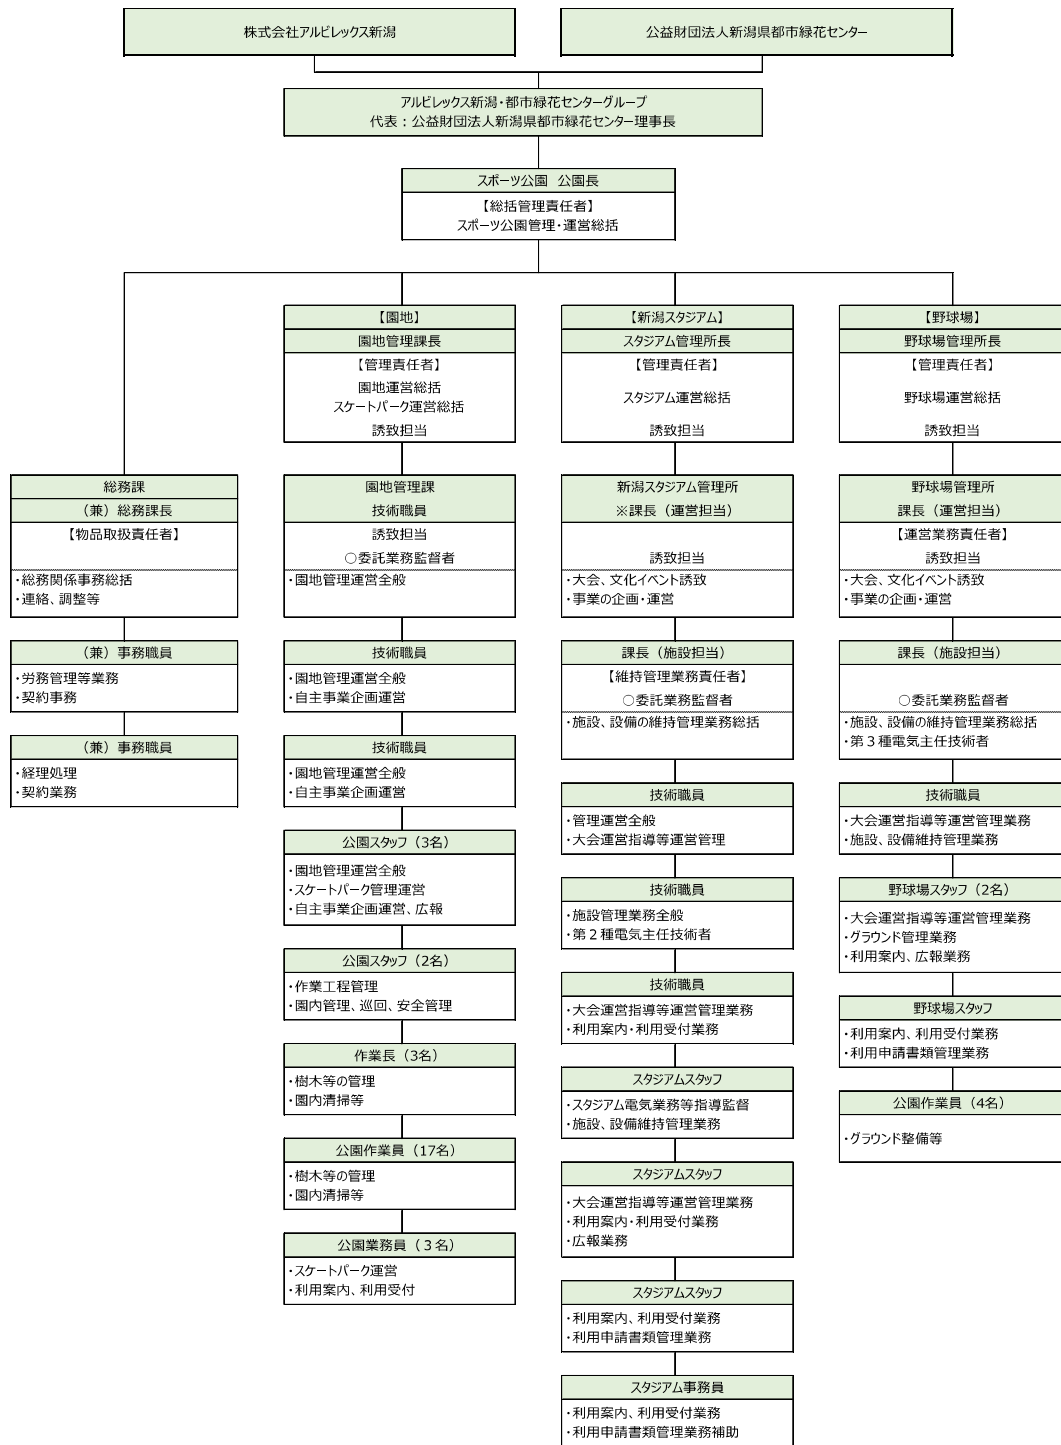 株式会社アルビレックス新潟
公益財団法人新潟県都市緑花センター
アルビレックス新潟・都市緑花センターグループ
代表：公益財団法人新潟県都市緑花センター理事長
スポーツ公園　公園長
【総括管理責任者】
スポーツ公園管理・運営総括
【園地】
園地管理課長
【管理責任者】
園地運営総括
スケートパーク運営総括
誘致担当
【新潟スタジアム】
スタジアム管理所長
【管理責任者】
スタジアム運営総括
誘致担当
【野球場】
野球場管理所長
【管理責任者】
野球場運営総括
誘致担当
総務課
（兼）総務課長
【物品取扱責任者】
・総務関係事務総括
・連絡、調整等
（兼）事務職員
・労務管理等業務
・契約事務
（兼）事務職員
・経理処理
・契約業務
園地管理課
技術職員
誘致担当
○委託業務監督者
・園地管理運営全般
技術職員
・園地管理運営全般
・自主事業企画運営
技術職員
・園地管理運営全般
・自主事業企画運営
公園スタッフ（3名）
・園地管理運営全般
・スケートパーク管理運営
・自主事業企画運営、広報
公園スタッフ（2名）
・作業工程管理
・園内管理、巡回、安全管理
作業長（3名）
・樹木等の管理
・園内清掃等
公園作業員（17名）
・樹木等の管理
・園内清掃等
公園業務員（３名）
・スケートパーク運営
・利用案内、利用受付
新潟スタジアム管理所
※課長（運営担当）
誘致担当
・大会、文化イベント誘致
・事業の企画・運営
課長（施設担当）
【維持管理業務責任者】
○委託業務監督者
・施設、設備の維持管理業務総括
技術職員
・管理運営全般
・大会運営指導等運営管理
技術職員
・施設管理業務全般
・第２種電気主任技術者
技術職員
・大会運営指導等運営管理業務
・利用案内・利用受付業務
スタジアムスタッフ
・スタジアム電気業務等指導監督
・施設、設備維持管理業務
スタジアムスタッフ
・大会運営指導等運営管理業務
・利用案内・利用受付業務
・広報業務
スタジアムスタッフ
・利用案内、利用受付業務
・利用申請書類管理業務
スタジアム事務員
・利用案内、利用受付業務
・利用申請書類管理業務補助
野球場管理所
課長（運営担当）
【運営業務責任者】
誘致担当
・大会、文化イベント誘致
・事業の企画・運営
課長（施設担当）
○委託業務監督者
・施設、設備の維持管理業務総括
・第３種電気主任技術者
技術職員
・大会運営指導等運営管理業務
・施設、設備維持管理業務
野球場スタッフ（2名）
・大会運営指導等運営管理業務
・グラウンド管理業務
・利用案内、広報業務
野球場スタッフ
・利用案内、利用受付業務
・利用申請書類管理業務
公園作業員（4名）
・グラウンド整備等